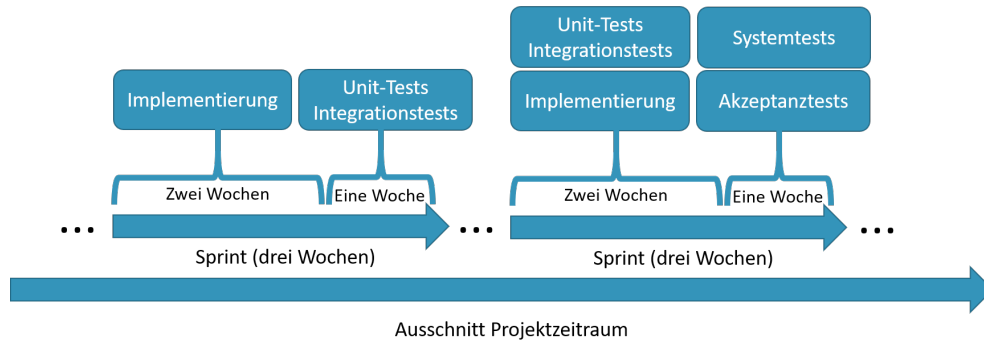 Unit-Tests
Integrationstests
Systemtests
Implementierung
Unit-Tests
Integrationstests
Implementierung
Akzeptanztests
Zwei Wochen
Eine Woche
Zwei Wochen
Eine Woche
...
...
...
Sprint (drei Wochen)
Sprint (drei Wochen)
Ausschnitt Projektzeitraum